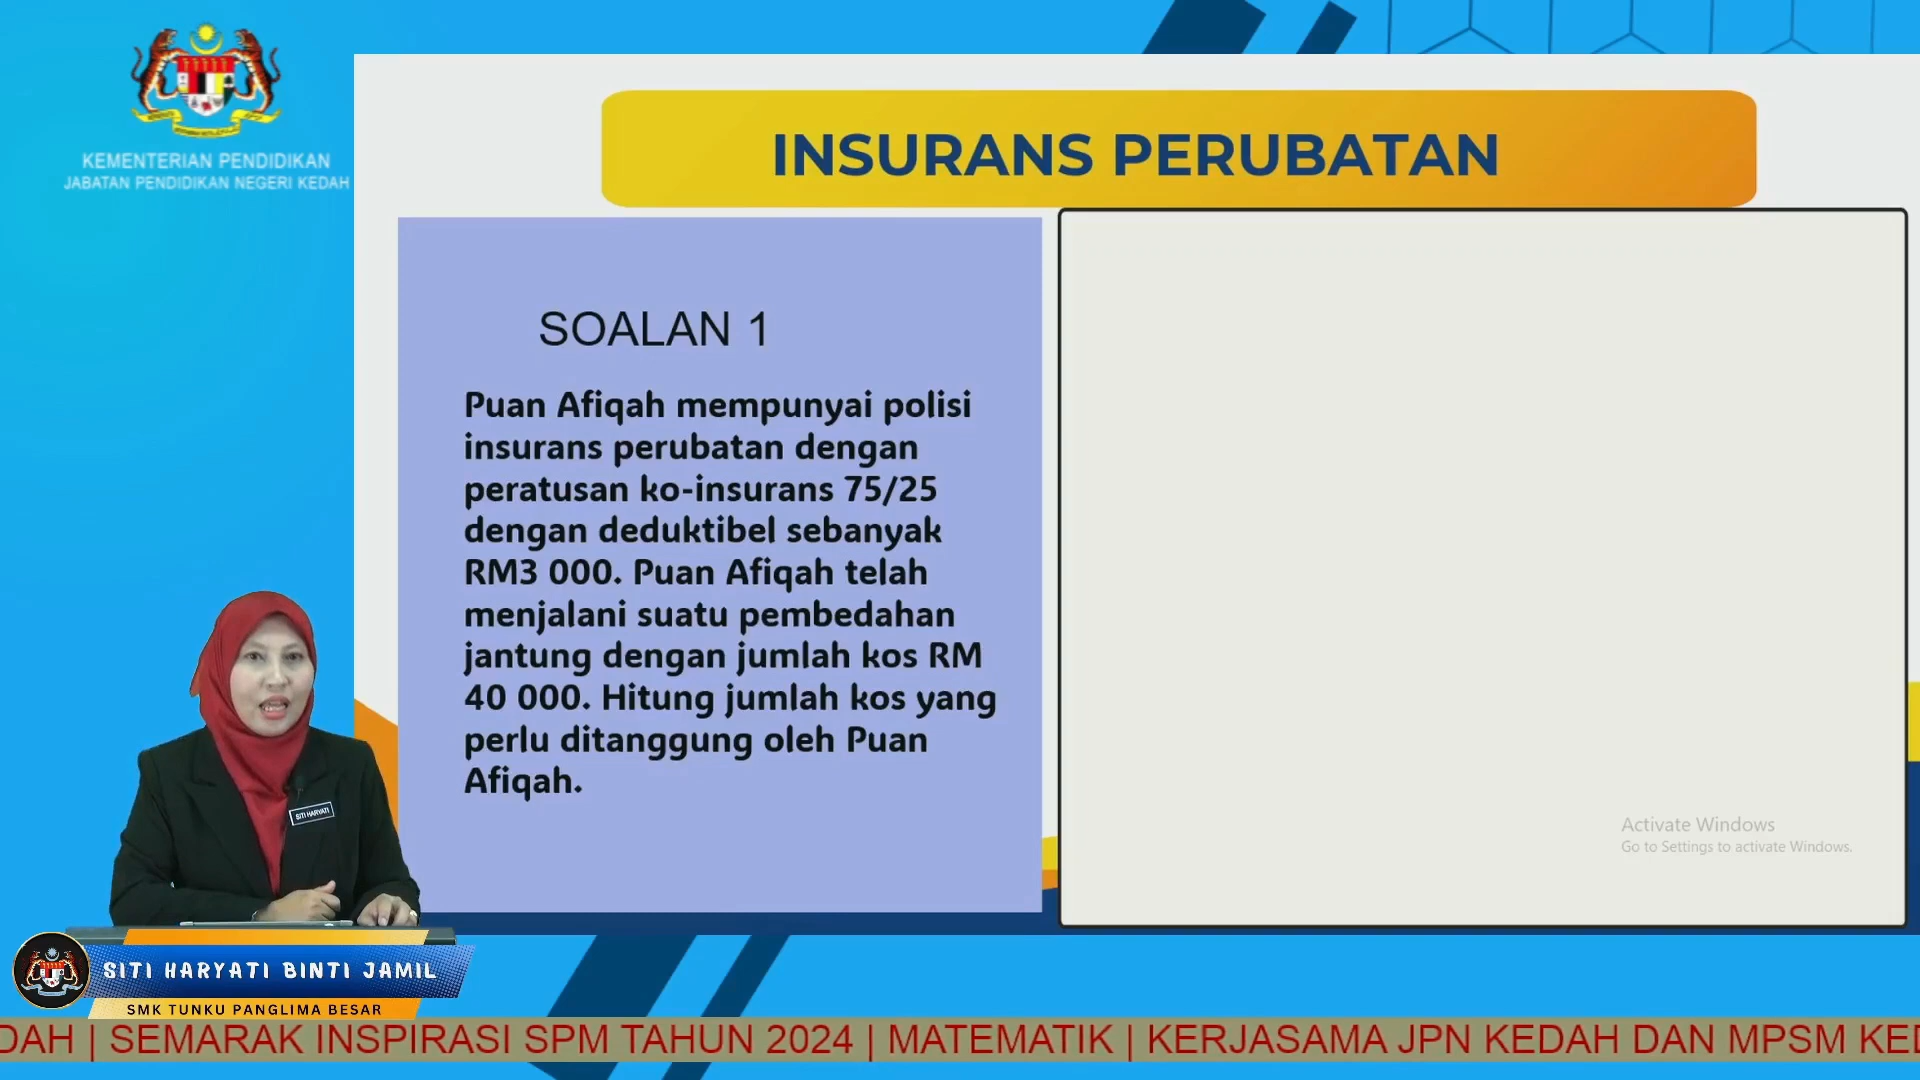 KEMENTERIAN PENDIDIKAN
JABATAN PENDIDIKAN NEGERI KEDAH
INSURANS PERUBATAN
SOALAN 1
Puan Afiqah mempunyai polisi
insurans perubatan dengan
peratusan ko-insurans 75/25
dengan deduktibel sebanyak
RM3 000. Puan Afiqah telah
menjalani suatu pembedahan
jantung dengan jumlah kos RM
40 000. Hitung jumlah kos yang
perlu ditanggung oleh Puan
Afiqah.
Activate Windows
Go to Settings to activate Windows.
SITI HARYATI
SITI HARYATI BINTI JAMIL
SMK TUNKU PANGLIMA BESAR
DAH | SEMARAK INSPIRASI SPM TAHUN 2024 | MATEMATIK | KERJASAMA JPN KEDAH DAN MPSM KED